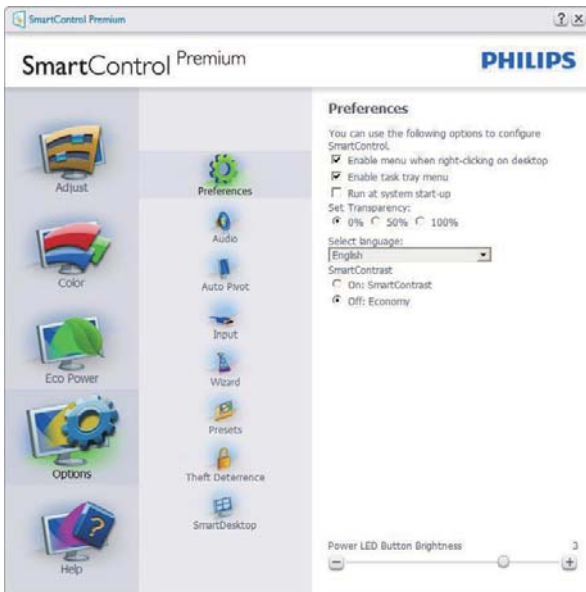 SmartControl Premium
SmartControl Premium
PHILIPS
Adjust
Color
Eco Power
Options
Help
Preferences
Audio
Auto Pivot
Input
Wizard
Presets
Theft Deterrence
SmartDesktop
Preferences
You can use the following options to configure
SmartControl.
Enable menu when right-clicking on desktop
Enable task tray menu
Run at system start-up
Set Transparency:
0% 50% 100%
Select language:
English
SmartContrast
On: SmartContrast
Off: Economy
Power LED Button Brightness 3